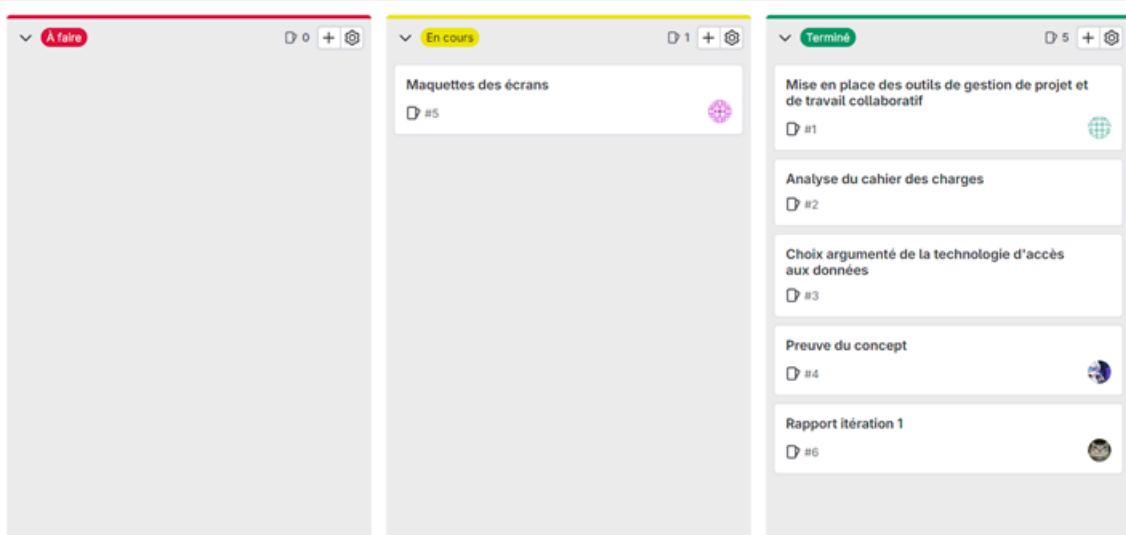 À faire
0
En cours
1
Maquettes des écrans
#5
Terminé
5
Mise en place des outils de gestion de projet et
de travail collaboratif
#1
Analyse du cahier des charges
#2
Choix argumenté de la technologie d'accès
aux données
#3
Preuve du concept
#4
Rapport itération 1
#6